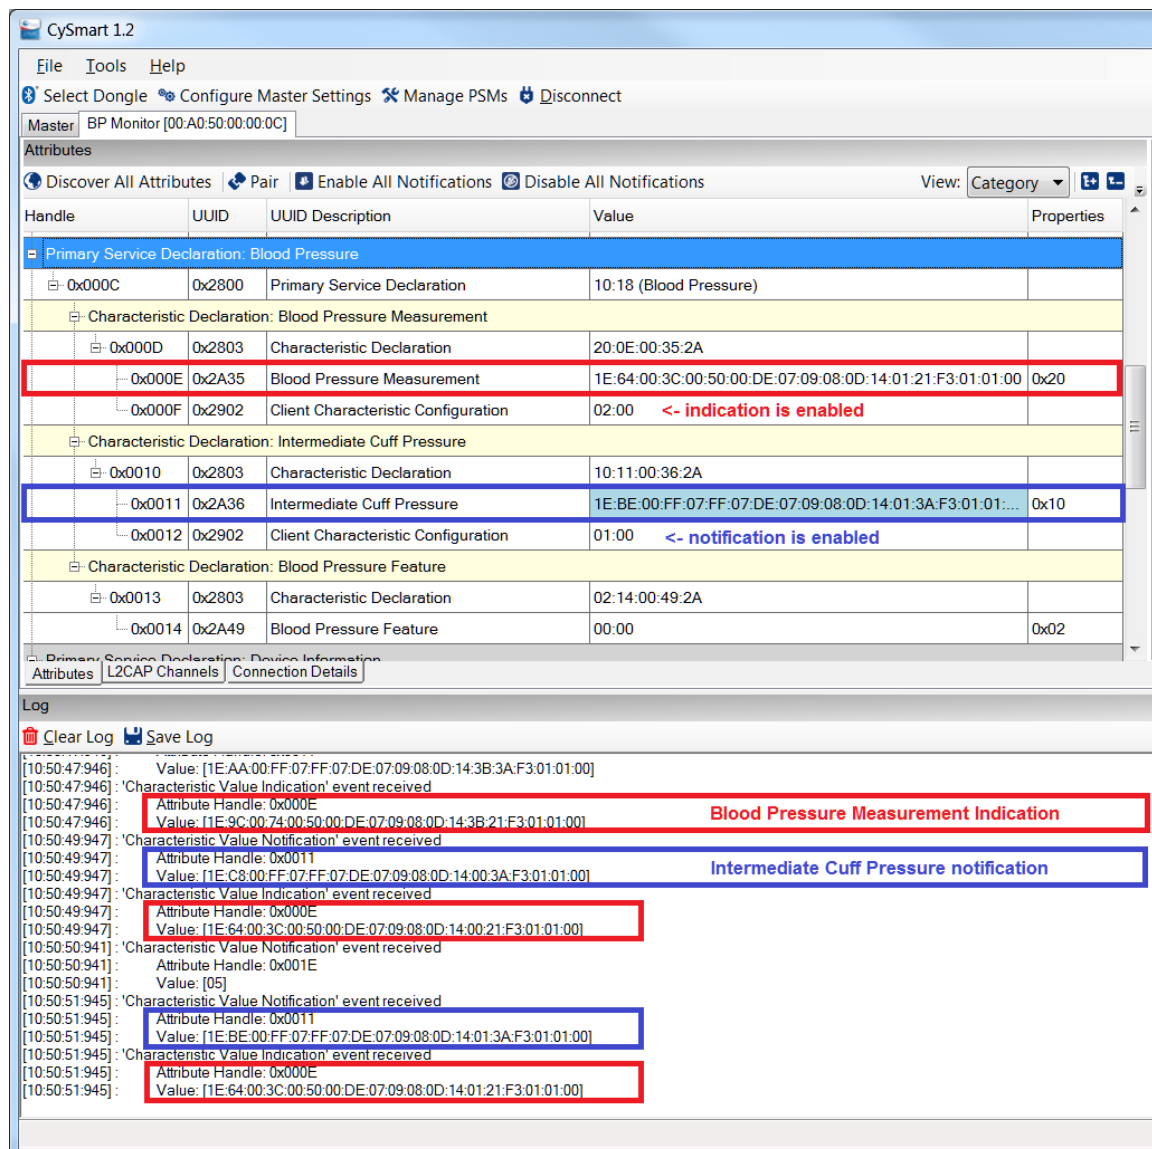 CySmart 1.2
File Tools Help
Select Dongle Configure Master Settings Manage PSMs Disconnect
Master BP Monitor [00:A0:50:00:00:0C]
Attributes
Discover All Attributes Pair Enable All Notifications Disable All Notifications View: Category
Handle UUID UUID Description Value Properties
Primary Service Declaration: Blood Pressure
0x000C 0x2800 Primary Service Declaration 10:18 (Blood Pressure)
Characteristic Declaration: Blood Pressure Measurement
0x000D 0x2803 Characteristic Declaration 20:0E:00:35:2A
0x000E 0x2A35 Blood Pressure Measurement 1E:64:00:3C:00:50:00:DE:07:09:08:0D:14:01:21:F3:01:01:00 0x20
0x000F 0x2902 Client Characteristic Configuration 02:00 <- indication is enabled
Characteristic Declaration: Intermediate Cuff Pressure
0x0010 0x2803 Characteristic Declaration 10:11:00:36:2A
0x0011 0x2A36 Intermediate Cuff Pressure 1E:BE:00:FF:07:FF:07:DE:07:09:08:0D:14:01:3A:F3:01:01:... 0x10
0x0012 0x2902 Client Characteristic Configuration 01:00 <- notification is enabled
Characteristic Declaration: Blood Pressure Feature
0x0013 0x2803 Characteristic Declaration 02:14:00:49:2A
0x0014 0x2A49 Blood Pressure Feature 00:00 0x02
Primary Service Declaration: Device Information
Attributes L2CAP Channels Connection Details
Log
Clear Log Save Log
[10:50:47:946] : Value: [1E:AA:00:FF:07:FF:07:DE:07:09:08:0D:14:3B:3A:F3:01:01:00]
[10:50:47:946] : 'Characteristic Value Indication' event received
[10:50:47:946] : Attribute Handle: 0x000E Blood Pressure Measurement Indication
[10:50:47:946] : Value: [1E:9C:00:74:00:50:00:DE:07:09:08:0D:14:3B:21:F3:01:01:00]
[10:50:49:947] : 'Characteristic Value Notification' event received
[10:50:49:947] : Attribute Handle: 0x0011 Intermediate Cuff Pressure notification
[10:50:49:947] : Value: [1E:C8:00:FF:07:FF:07:DE:07:09:08:0D:14:00:3A:F3:01:01:00]
[10:50:49:947] : 'Characteristic Value Indication' event received
[10:50:49:947] : Attribute Handle: 0x000E
[10:50:49:947] : Value: [1E:64:00:3C:00:50:00:DE:07:09:08:0D:14:00:21:F3:01:01:00]
[10:50:50:941] : 'Characteristic Value Notification' event received
[10:50:50:941] : Attribute Handle: 0x001E
[10:50:50:941] : Value: [05]
[10:50:51:945] : 'Characteristic Value Notification' event received
[10:50:51:945] : Attribute Handle: 0x0011
[10:50:51:945] : Value: [1E:BE:00:FF:07:FF:07:DE:07:09:08:0D:14:01:3A:F3:01:01:00]
[10:50:51:945] : 'Characteristic Value Indication' event received
[10:50:51:945] : Attribute Handle: 0x000E
[10:50:51:945] : Value: [1E:64:00:3C:00:50:00:DE:07:09:08:0D:14:01:21:F3:01:01:00]